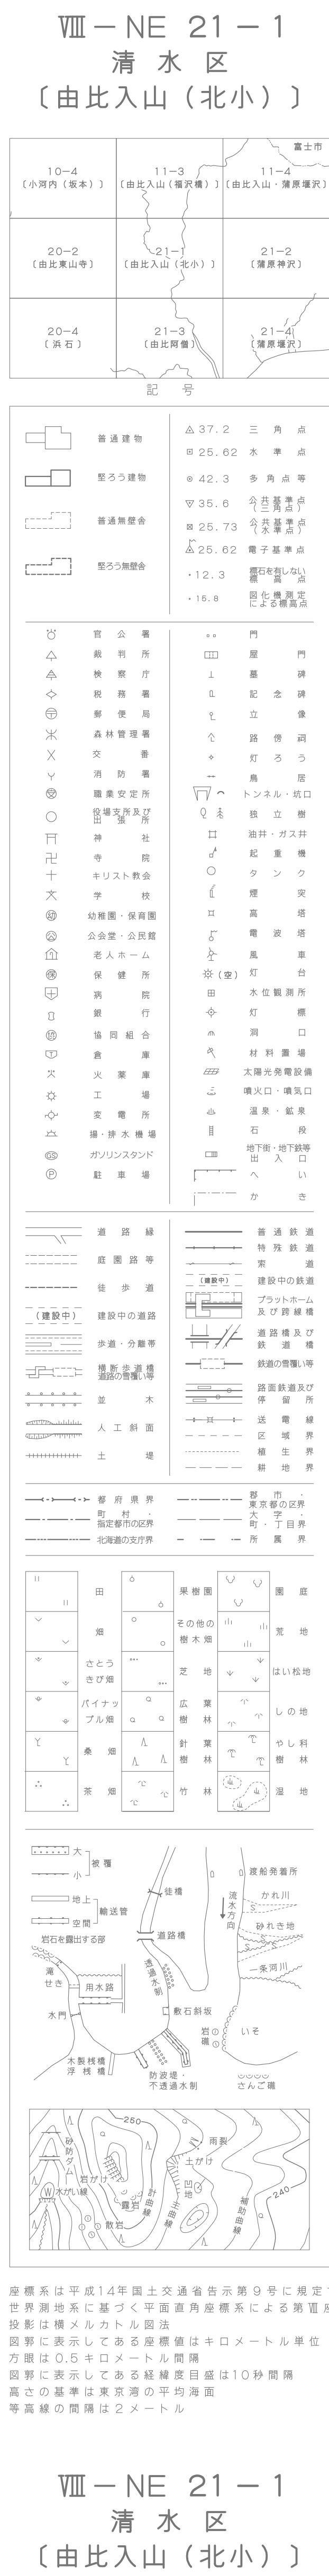 Ⅷ－NE 21－1
清水区
〔由比入山（北小）〕
富士市
10-4 11-3 11-4
〔小河内（坂本）〕 〔由比入山（福沢橋）〕 〔由比入山・蒲原堰沢〕
20-2 21-1 21-2
〔由比東山寺〕 〔由比入山（北小）〕 〔蒲原神沢〕
20-4 21-3 21-4
〔浜石〕 〔由比阿僧〕 〔蒲原堰沢〕
記号
普通建物
堅ろう建物
普通無壁舎
堅ろう無壁舎
37.2 三角点
25.62 水準点
42.3 多角点等
35.6 公共基準点（三角点）
25.73 公共基準点（水準点）
25.62 電子基準点
12.3 標石を有しない標高点
15.8 図化機測定による標高点
官公署
裁判所
検察庁
税務署
郵便局
森林管理署
交番
消防署
職業安定所
役場支所及び出張所
神社
寺院
キリスト教会
学校
幼稚園・保育園
公会堂・公民館
老人ホーム
保健所
病院
銀行
協同組合
倉庫
火薬庫
工場
変電所
揚・排水機場
GS ガソリンスタンド
P 駐車場
門
屋門
墓碑
記念碑
立像
路傍祠
灯ろう
鳥居
トンネル・坑口
独立樹
油井・ガス井
起重機
タンク
煙突
高塔
電波塔
風車
（空） 灯台
水位観測所
灯標
洞口
材料置場
太陽光発電設備
噴火口・噴気口
温泉・鉱泉
石段
地下街・地下鉄等出入口
へい
かき
道路縁
庭園路等
徒歩道
（建設中） 建設中の道路
歩道・分離帯
横断歩道橋
道路の雪覆い等
並木
人工斜面
土堤
普通鉄道
特殊鉄道
索道
（建設中） 建設中の鉄道
プラットホーム及び跨線橋
道路橋及び鉄道橋
鉄道の雪覆い等
路面鉄道及び停留所
送電線
区域界
植生界
耕地界
都府県界
町村・指定都市の区界
北海道の支庁界
郡市・東京都の区界
大字・町・丁目界
所属界
田
畑
さとうきび畑
パイナップル畑
桑畑
茶畑
果樹園
その他の樹木畑
芝地
広葉樹林
針葉樹林
竹林
園庭
荒地
はい松地
しの地
やし科樹林
湿地
大
小
被覆
地上
空間
輸送管
岩石を露出する部
滝
せき
用水路
水門
木製桟橋
浮桟橋
徒橋
道路橋
透過水制
敷石斜坂
防波堤・不透過水制
渡船発着所
流水方向
かれ川
砂れき地
一条河川
岩礁
いそ
さんご礁
砂防ダム
250
雨裂
土がけ
岩がけ
W
水がい線
露岩
散岩
計曲線
主曲線
凹地
補助曲線
240
座標系は平成14年国土交通省告示第9号に規定
世界測地系に基づく平面直角座標系による第Ⅷ
投影は横メルカトル図法
図郭に表示してある座標値はキロメートル単位
方眼は0.5キロメートル間隔
図郭に表示してある経緯度目盛は10秒間隔
高さの基準は東京湾の平均海面
等高線の間隔は2メートル
Ⅷ－NE 21－1
清水区
〔由比入山（北小）〕